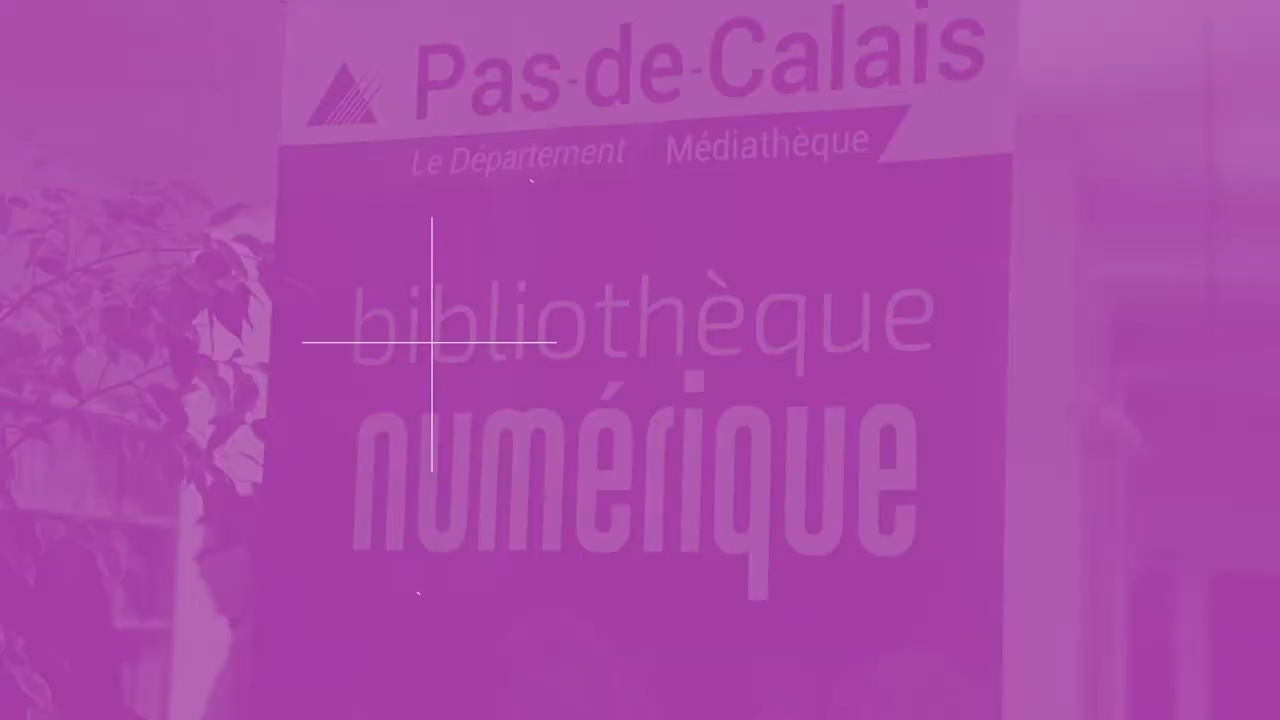 Pas-de-Calais
Le Département Médiathèque
bibliothèque
numérique